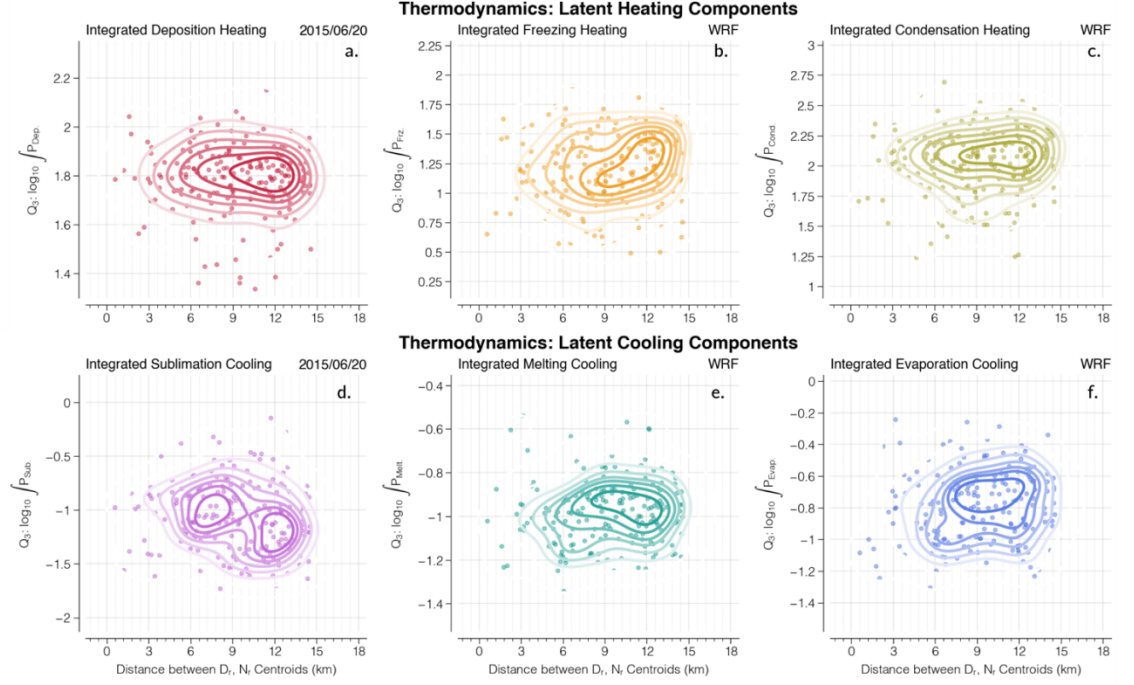 Thermodynamics: Latent Heating Components
Integrated Deposition Heating 2015/06/20
a.
Q3: log10 ∫PDep.
2.2
2
1.8
1.6
1.4
0 3 6 9 12 15 18
Integrated Freezing Heating WRF
b.
Q3: log10 ∫PFrz.
2.25
2
1.75
1.5
1.25
1
0.75
0.5
0.25
0 3 6 9 12 15 18
Integrated Condensation Heating WRF
c.
Q3: log10 ∫PCond.
3
2.75
2.5
2.25
2
1.75
1.5
1.25
1
0 3 6 9 12 15 18
Thermodynamics: Latent Cooling Components
Integrated Sublimation Cooling 2015/06/20
d.
Q3: log10 ∫PSub.
0
−0.5
−1
−1.5
−2
0 3 6 9 12 15 18
Distance between Dr, Nr Centroids (km)
Integrated Melting Cooling WRF
e.
Q3: log10 ∫PMelt.
−0.4
−0.6
−0.8
−1
−1.2
−1.4
0 3 6 9 12 15 18
Distance between Dr, Nr Centroids (km)
Integrated Evaporation Cooling WRF
f.
Q3: log10 ∫PEvap.
0
−0.2
−0.4
−0.6
−0.8
−1
−1.2
−1.4
0 3 6 9 12 15 18
Distance between Dr, Nr Centroids (km)